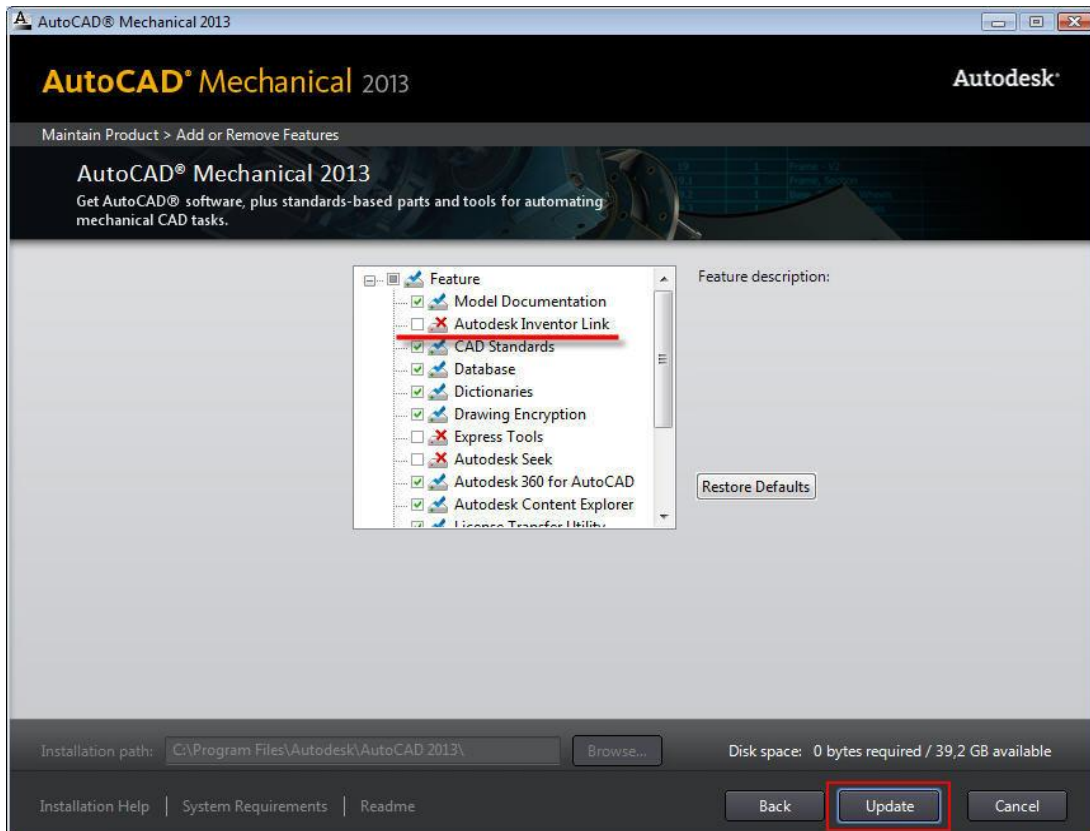 AutoCAD® Mechanical 2013
AutoCAD® Mechanical 2013
Autodesk®
Maintain Product > Add or Remove Features
AutoCAD® Mechanical 2013
Get AutoCAD® software, plus standards-based parts and tools for automating
mechanical CAD tasks.
Feature
Feature description:
Model Documentation
Autodesk Inventor Link
CAD Standards
Database
Dictionaries
Drawing Encryption
Express Tools
Autodesk Seek
Autodesk 360 for AutoCAD
Restore Defaults
Autodesk Content Explorer
License Transfer Utility
Installation path: C:\Program Files\Autodesk\AutoCAD 2013\ Browse... Disk space: 0 bytes required / 39,2 GB available
Installation Help | System Requirements | Readme Back Update Cancel